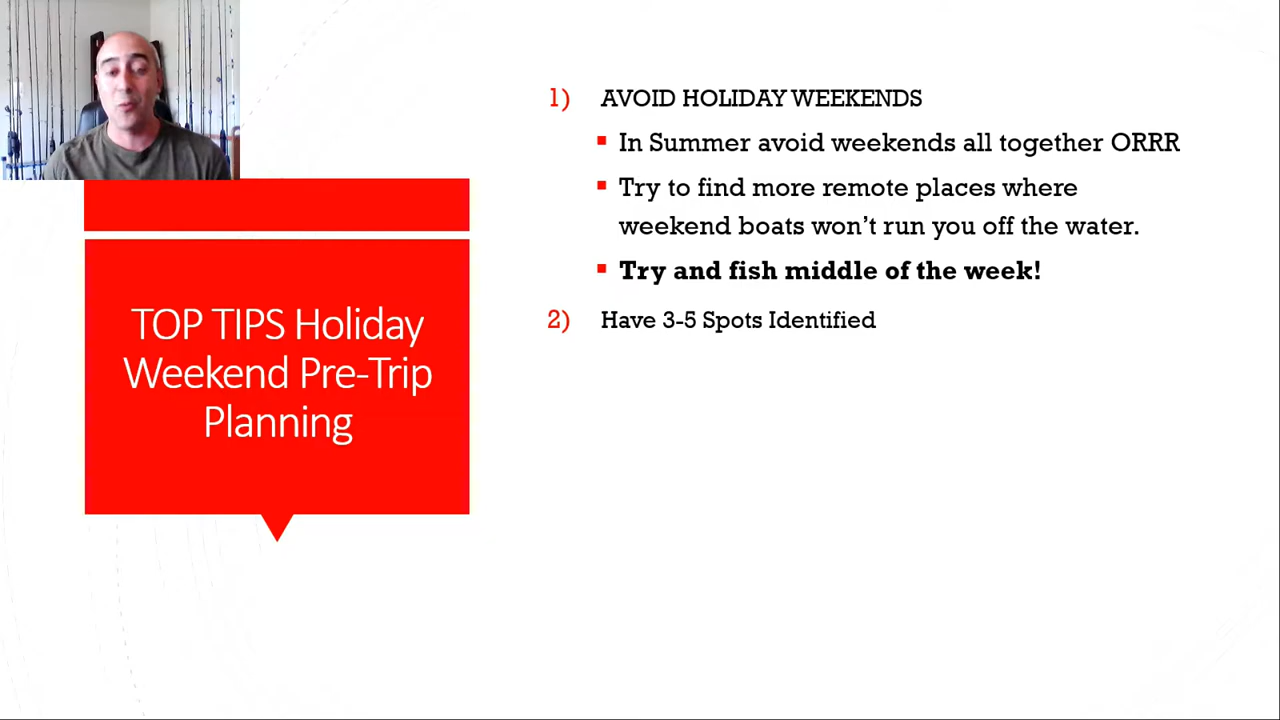 TOP TIPS Holiday
Weekend Pre-Trip
Planning
1) AVOID HOLIDAY WEEKENDS
▪ In Summer avoid weekends all together ORRR
▪ Try to find more remote places where
weekend boats won’t run you off the water.
▪ Try and fish middle of the week!
2) Have 3-5 Spots Identified